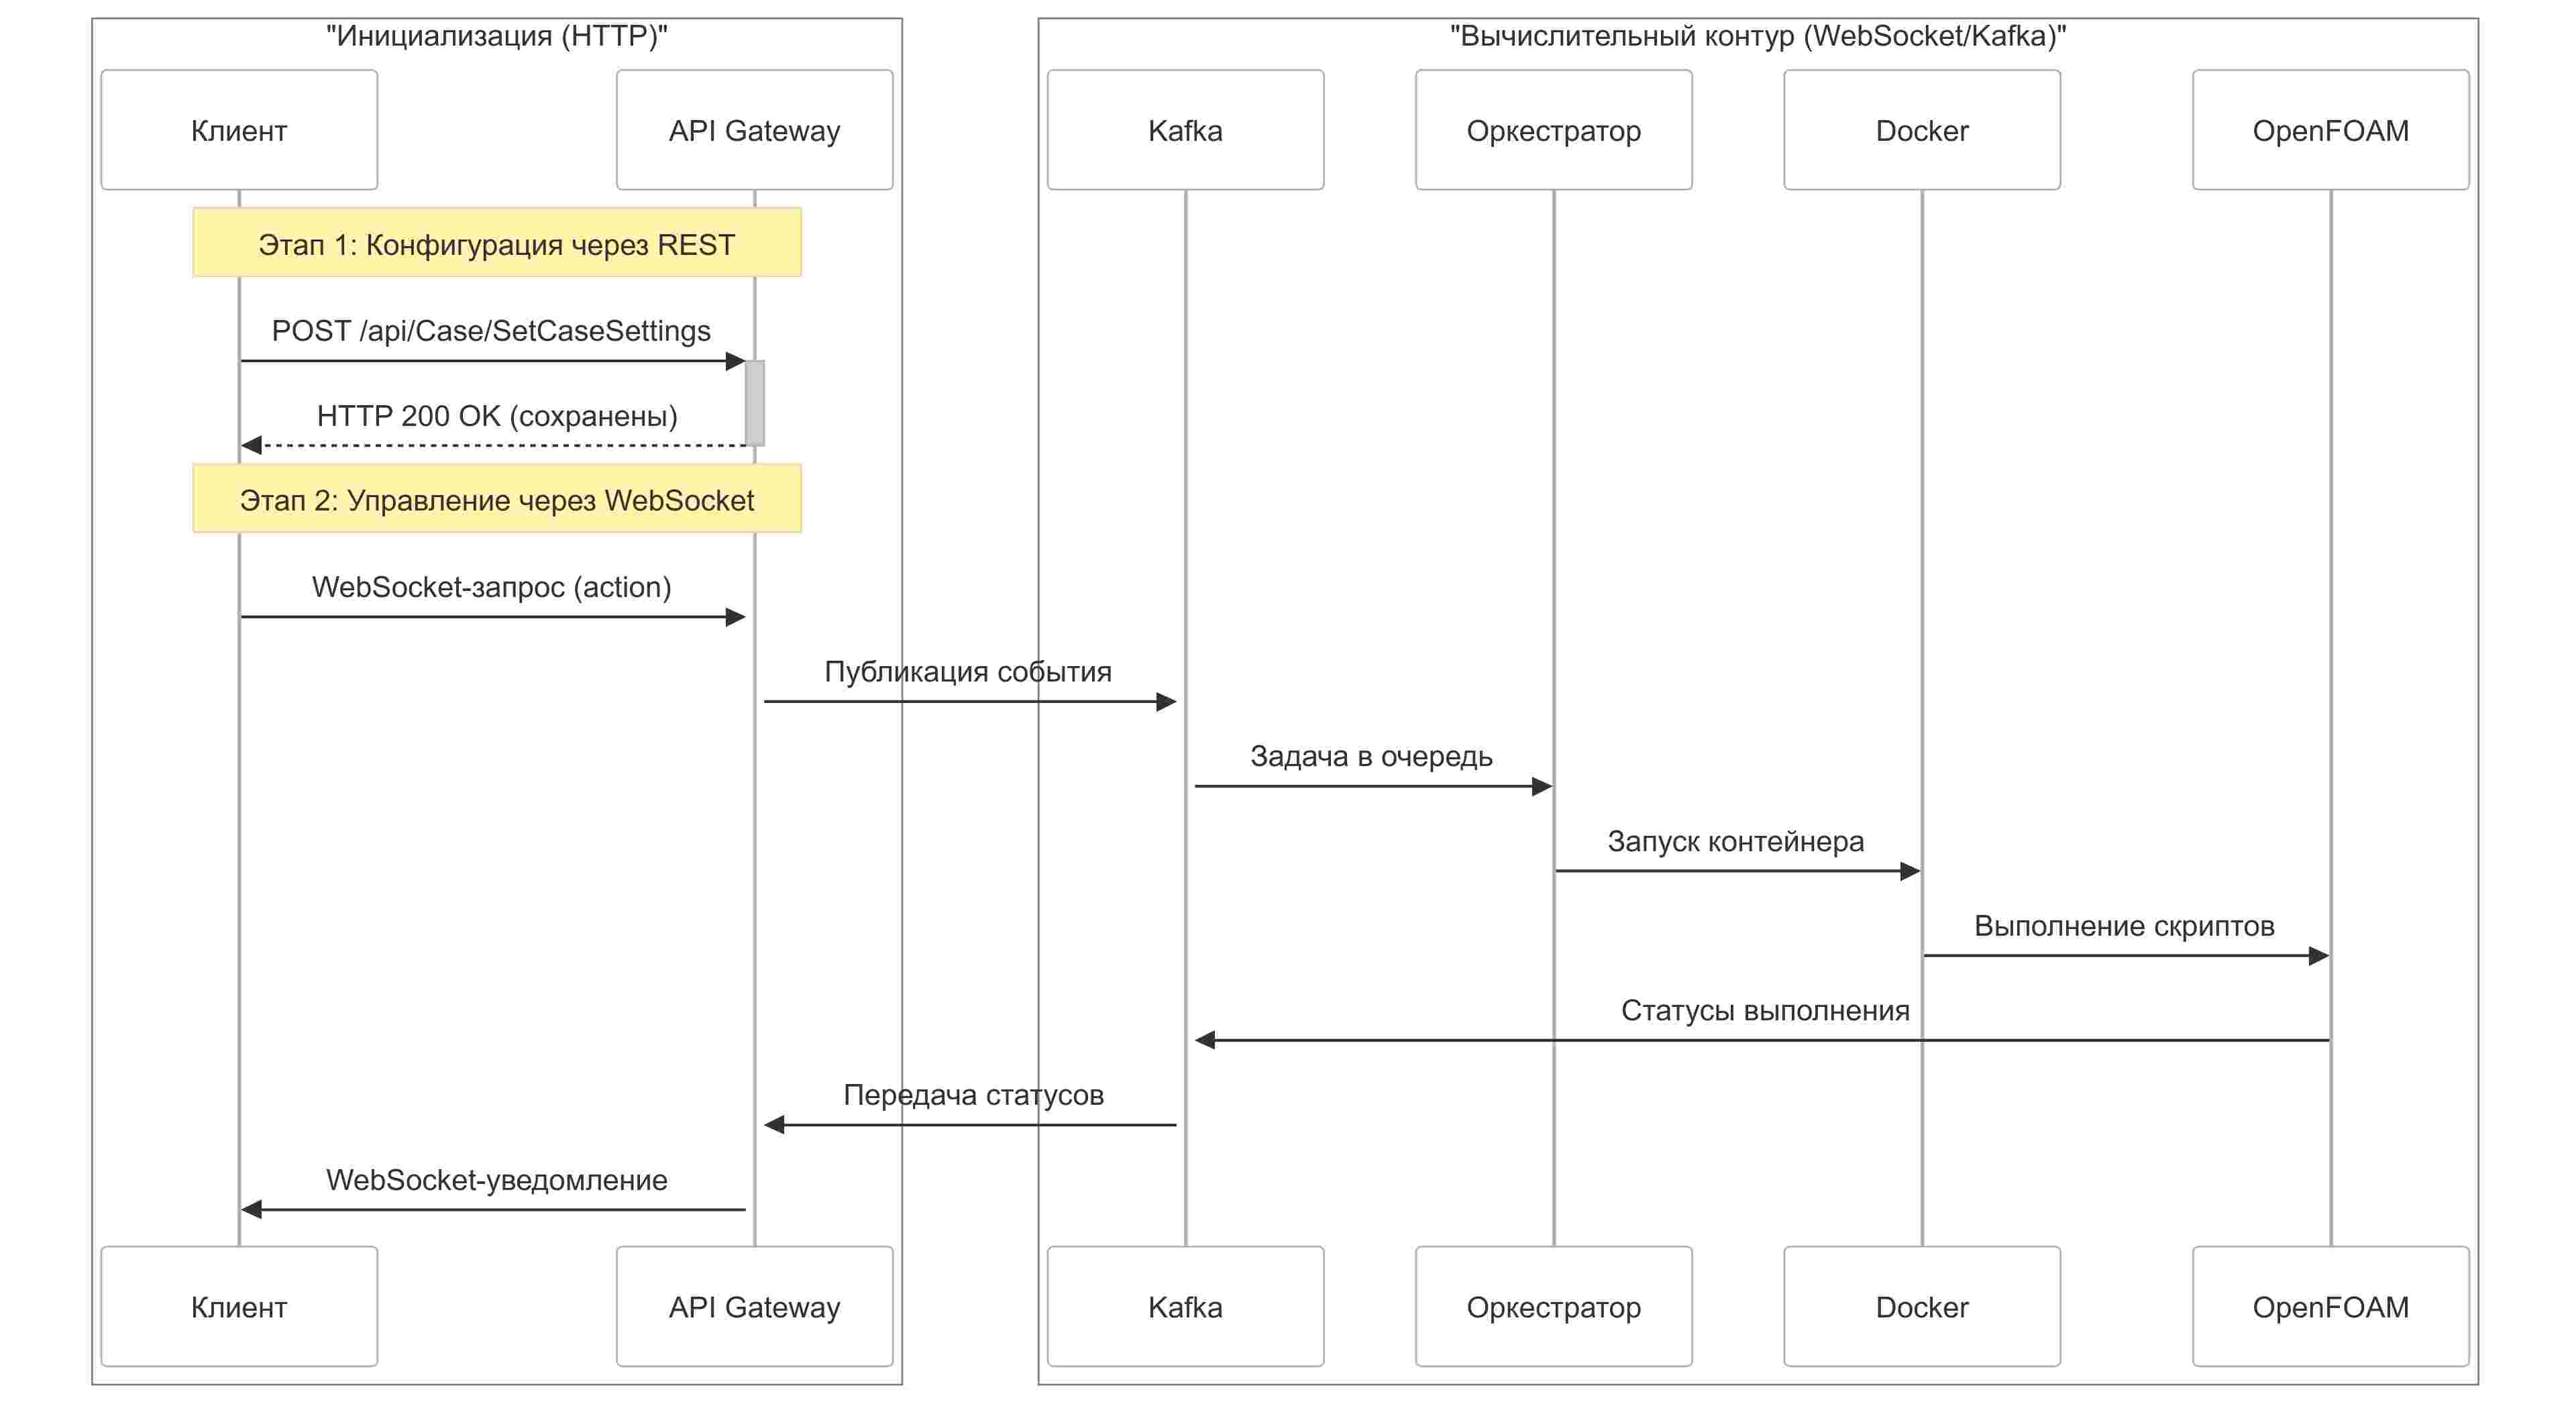 "Инициализация (HTTP)"
"Вычислительный контур (WebSocket/Kafka)"
Клиент
API Gateway
Kafka
Оркестратор
Docker
OpenFOAM
Этап 1: Конфигурация через REST
POST /api/Case/SetCaseSettings
HTTP 200 OK (сохранены)
Этап 2: Управление через WebSocket
WebSocket-запрос (action)
Публикация события
Задача в очередь
Запуск контейнера
Выполнение скриптов
Статусы выполнения
Передача статусов
WebSocket-уведомление
Клиент
API Gateway
Kafka
Оркестратор
Docker
OpenFOAM